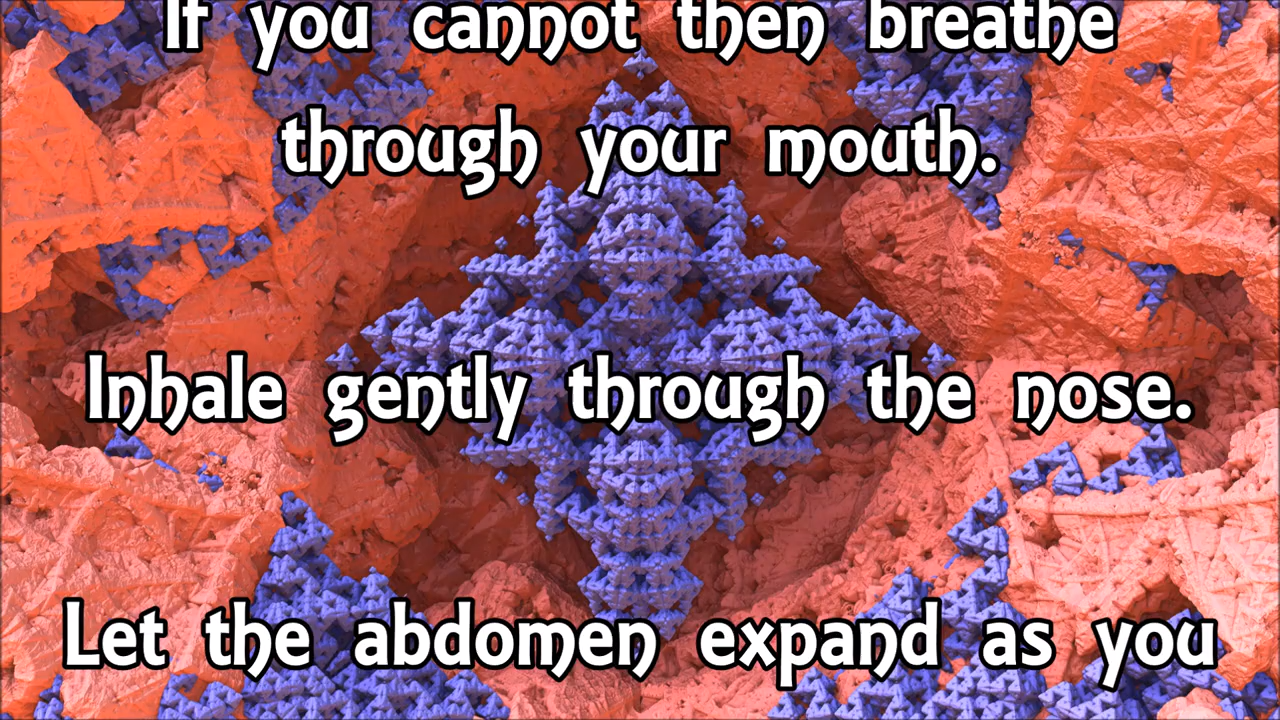 If you cannot then breathe
through your mouth.
Inhale gently through the nose.
Let the abdomen expand as you